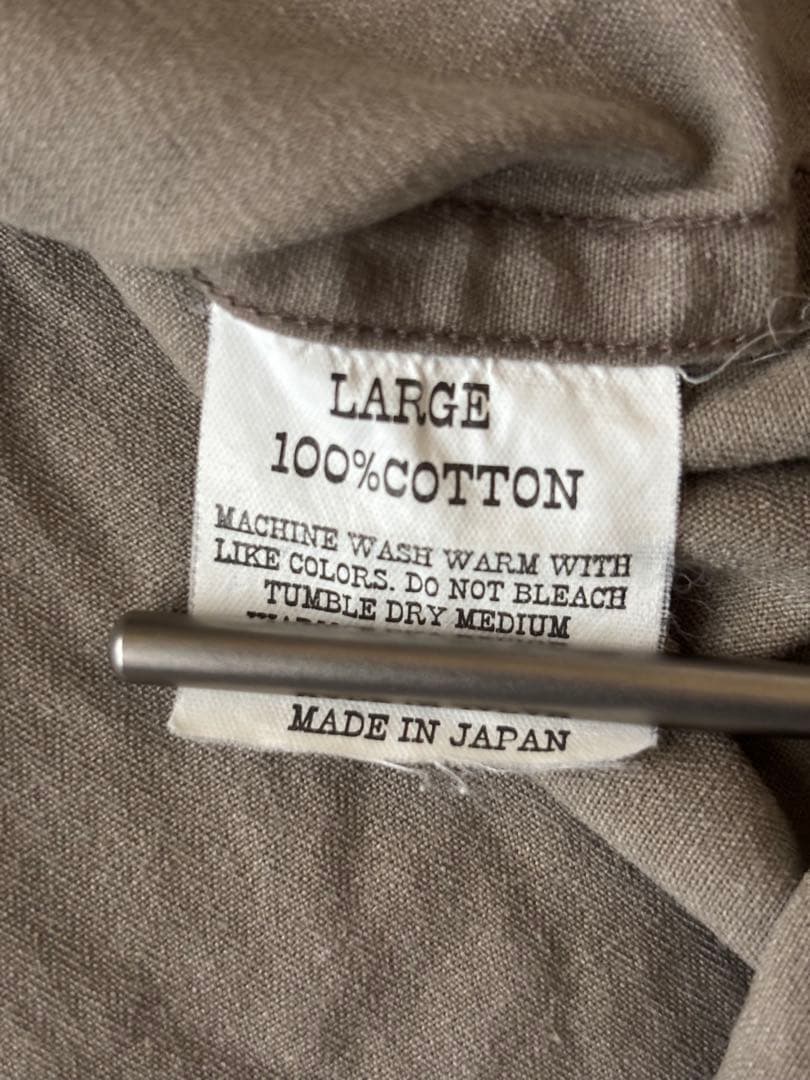 LARGE
100%COTTON
MACHINE WASH WARM WITH
LIKE COLORS. DO NOT BLEACH
TUMBLE DRY MEDIUM
MADE IN JAPAN